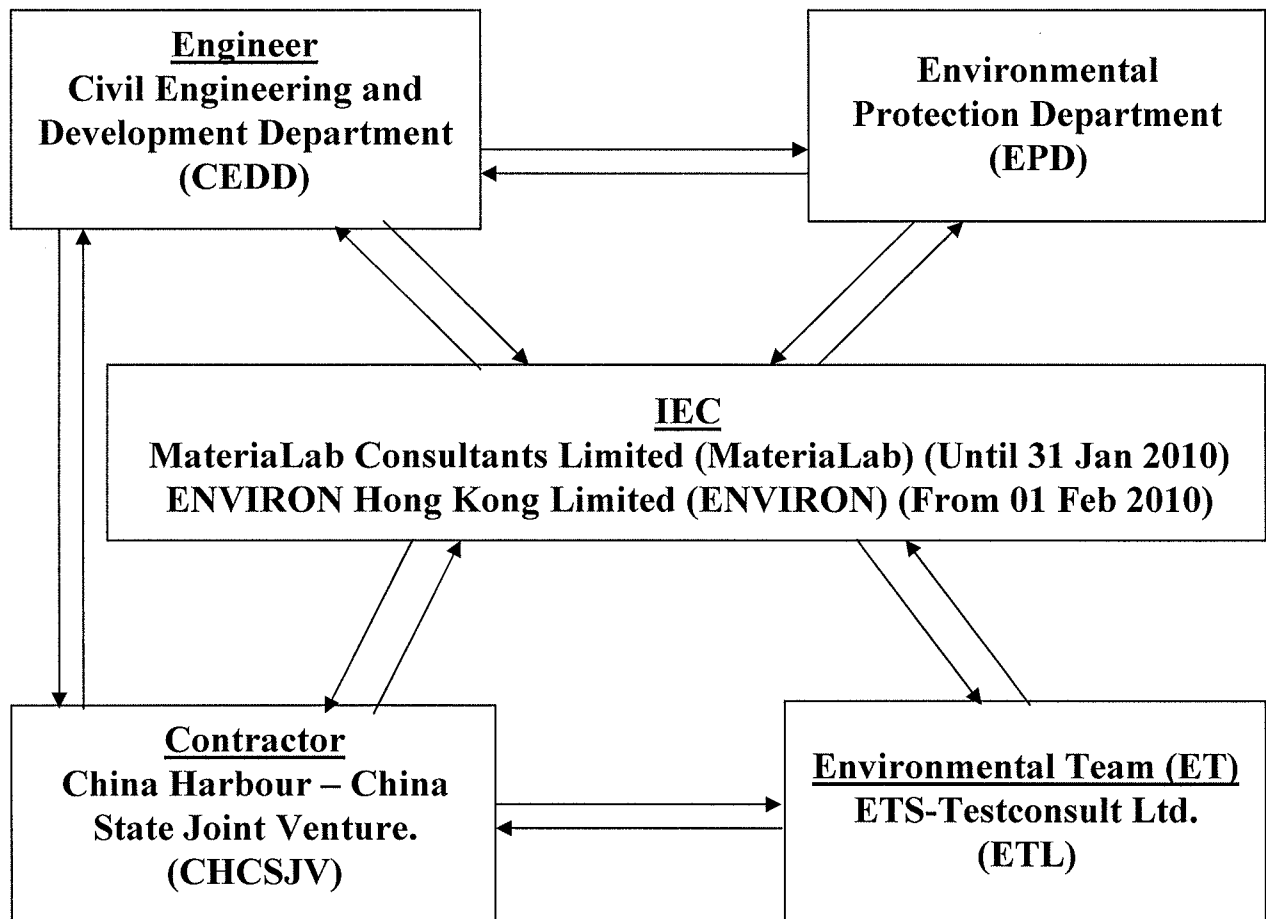 Engineer
Civil Engineering and
Development Department
(CEDD)
Environmental
Protection Department
(EPD)
IEC
MateriaLab Consultants Limited (MateriaLab) (Until 31 Jan 2010)
ENVIRON Hong Kong Limited (ENVIRON) (From 01 Feb 2010)
Contractor
China Harbour – China
State Joint Venture.
(CHCSJV)
Environmental Team (ET)
ETS-Testconsult Ltd.
(ETL)